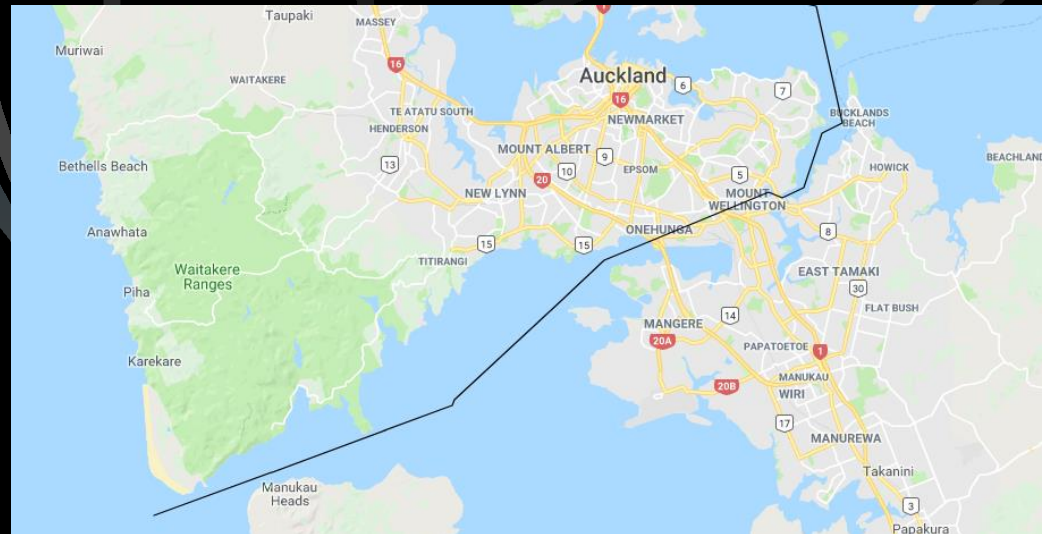 Taupaki
MASSEY
1
Muriwai
16
WAITAKERE
Auckland
6
7
16
TE ATATU SOUTH
NEWMARKET
BUCKLANDS
BEACH
HENDERSON
MOUNT ALBERT
9
Bethells Beach
13
10
EPSOM
5
HOWICK
BEACHLAND
20
NEW LYNN
MOUNT
WELLINGTON
Anawhata
ONEHUNGA
8
15
15
TITIRANGI
Waitakere
Ranges
EAST TAMAKI
Piha
30
FLAT BUSH
14
MANGERE
20A
Karekare
PAPATOETOE
1
MANUKAU
20B
WIRI
17
MANUREWA
Takanini
Manukau
Heads
3
Papakura